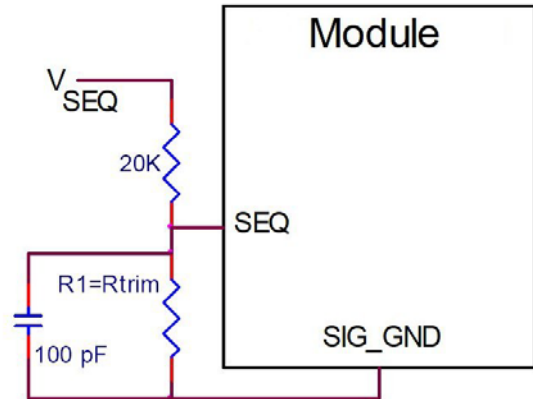 Module
V
SEQ
20K
SEQ
R1=Rtrim
SIG_GND
100 pF